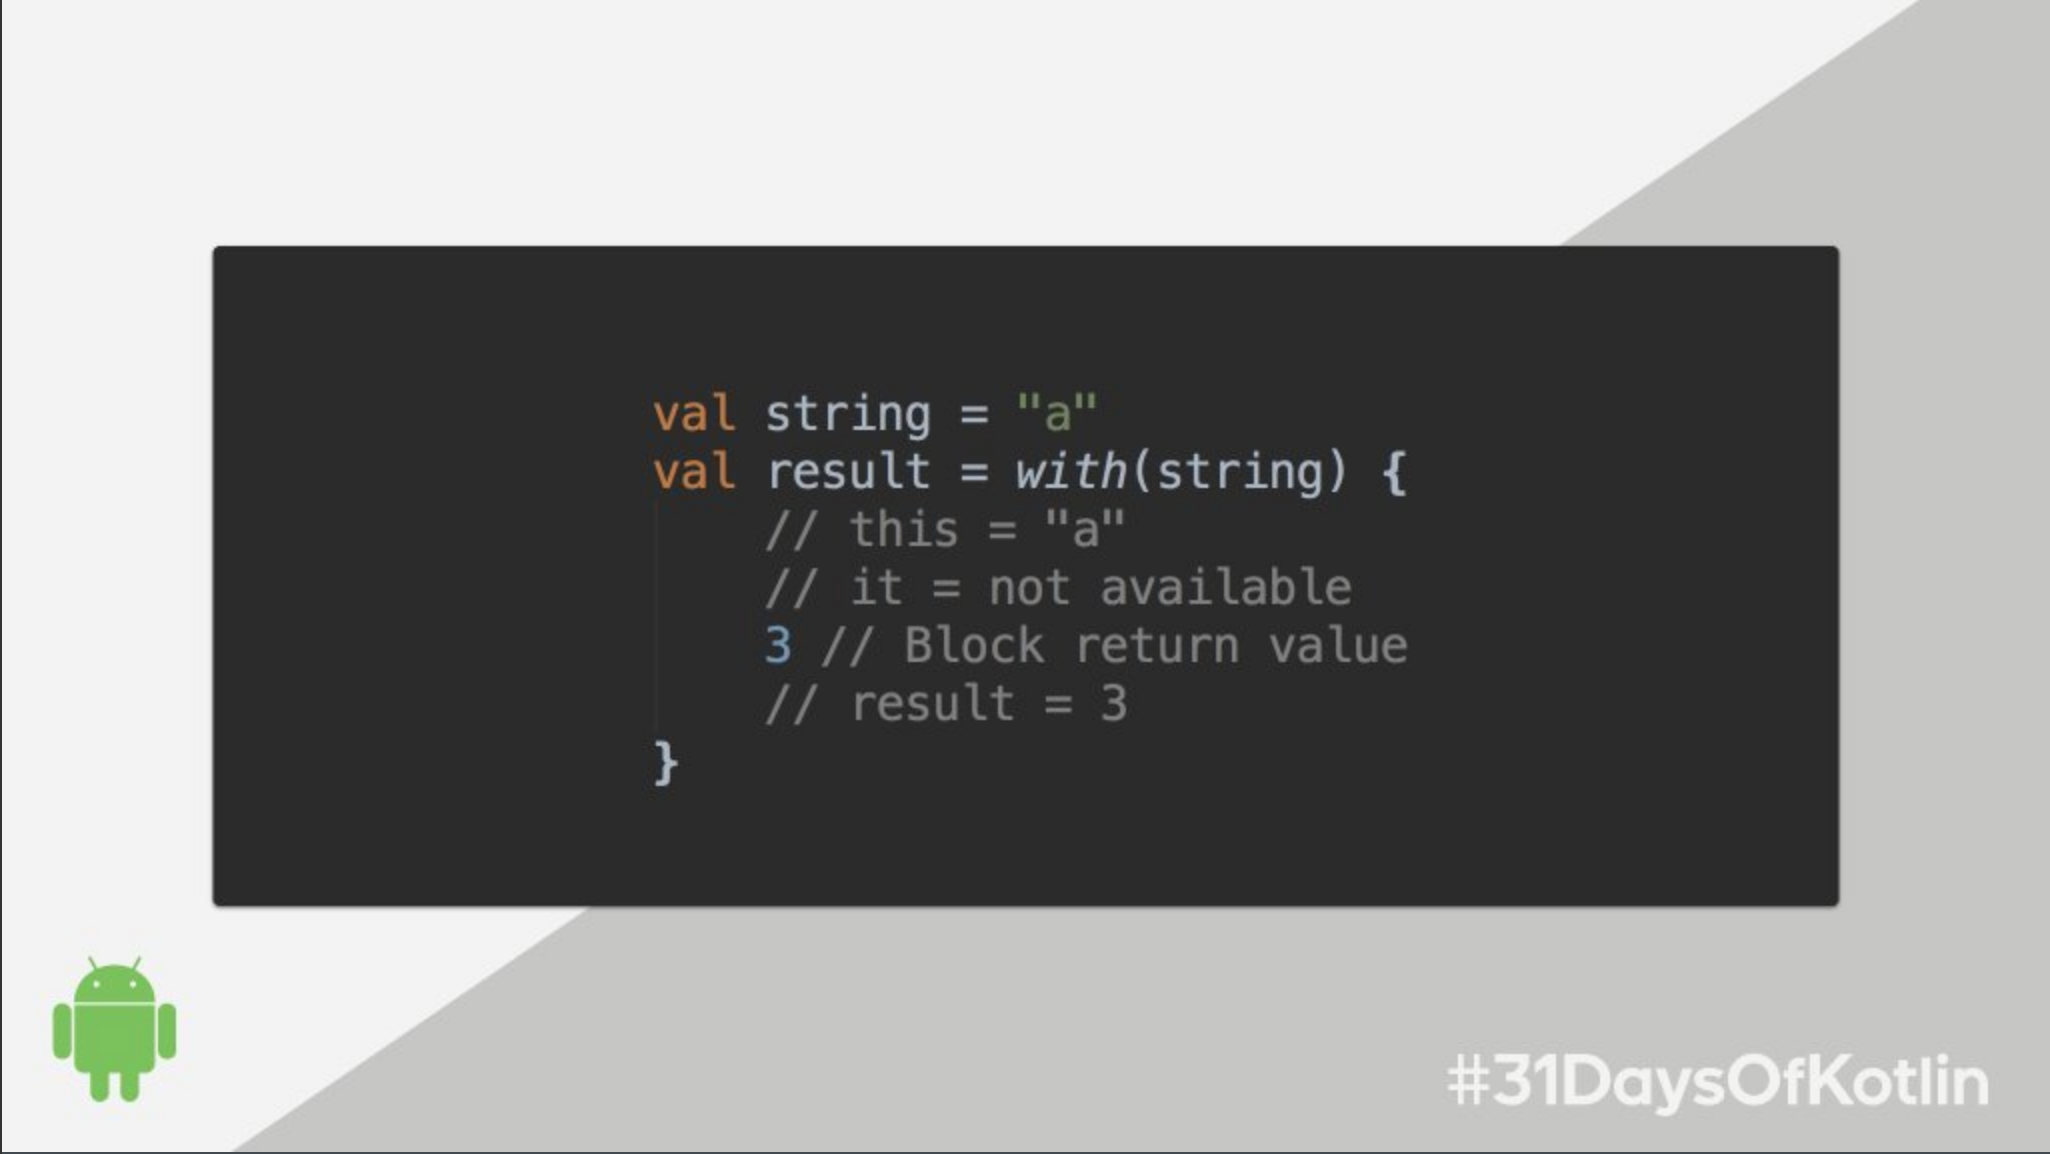 val string = "a"
val result = with(string) {
    // this = "a"
    // it = not available
    3 // Block return value
    // result = 3
}
#31DaysOfKotlin